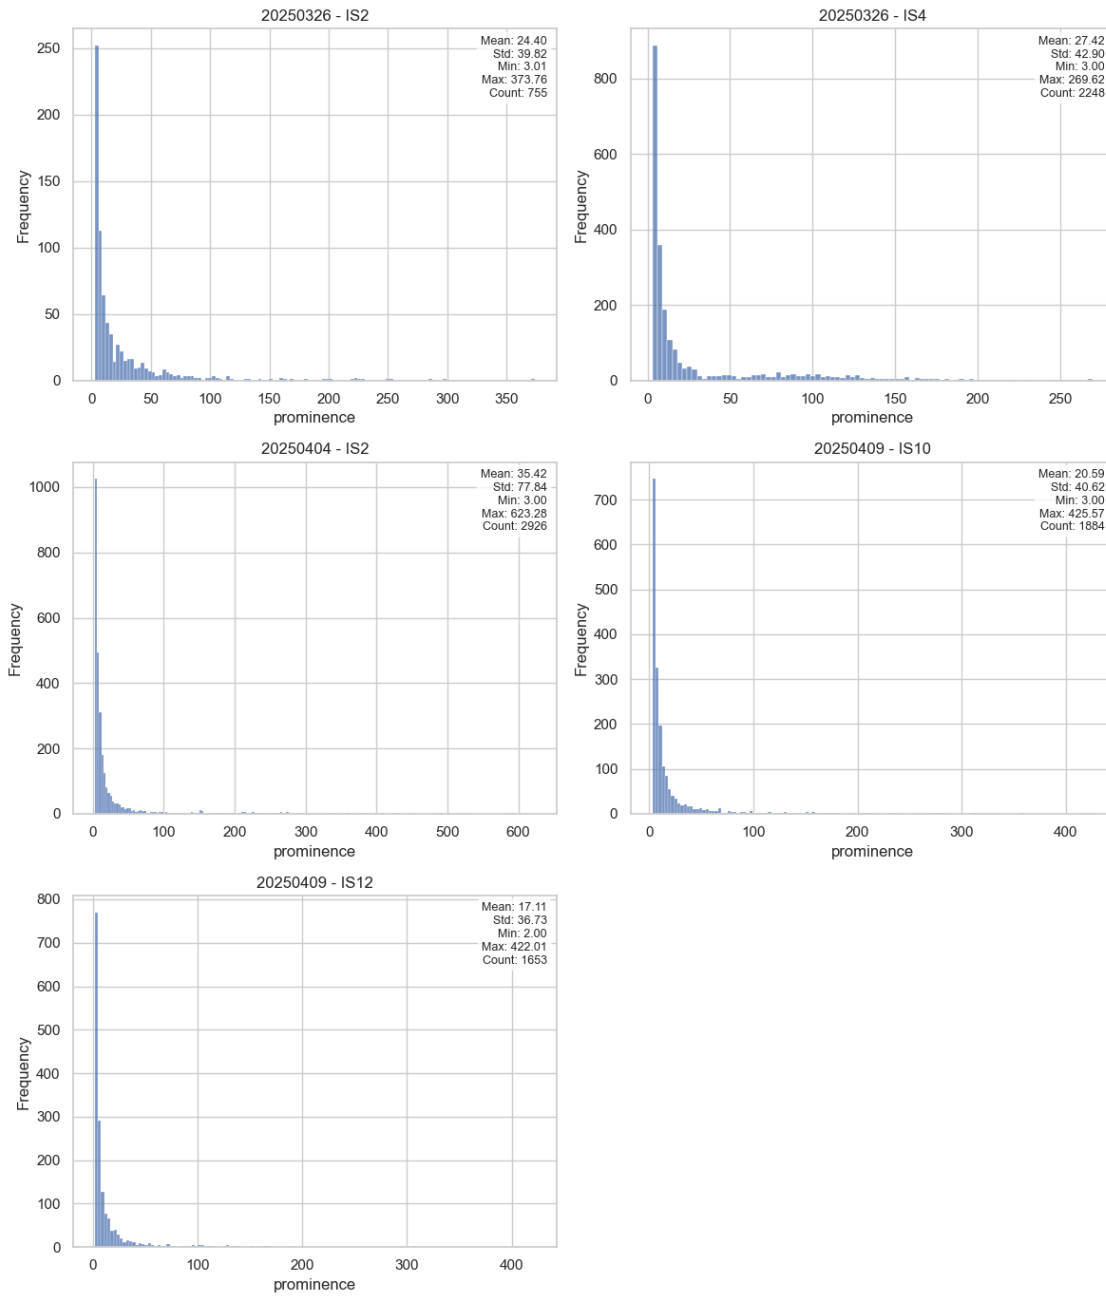 20250326 - IS2
Mean: 24.40
Std: 39.82
Min: 3.01
Max: 373.76
Count: 755
250
200
150
100
50
0
Frequency
0 50 100 150 200 250 300 350
prominence
20250326 - IS4
Mean: 27.42
Std: 42.90
Min: 3.00
Max: 269.62
Count: 2248
800
600
400
200
0
Frequency
0 50 100 150 200 250
prominence
20250404 - IS2
Mean: 35.42
Std: 77.84
Min: 3.00
Max: 623.28
Count: 2926
1000
800
600
400
200
0
Frequency
0 100 200 300 400 500 600
prominence
20250409 - IS10
Mean: 20.59
Std: 40.62
Min: 3.00
Max: 425.57
Count: 1884
700
600
500
400
300
200
100
0
Frequency
0 100 200 300 400
prominence
20250409 - IS12
Mean: 17.11
Std: 36.73
Min: 2.00
Max: 422.01
Count: 1653
800
700
600
500
400
300
200
100
0
Frequency
0 100 200 300 400
prominence